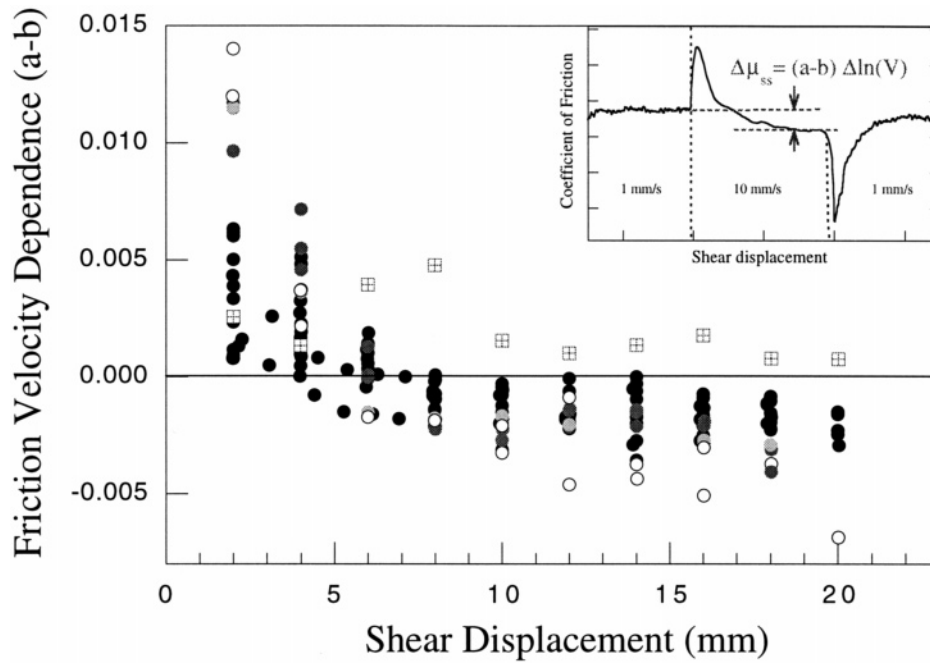 Friction Velocity Dependence (a-b)
0.015
0.010
0.005
0.000
-0.005
0 5 10 15 20
Shear Displacement (mm)
Coefficient of Friction
Δμss = (a-b) Δln(V)
1 mm/s 10 mm/s 1 mm/s
Shear displacement